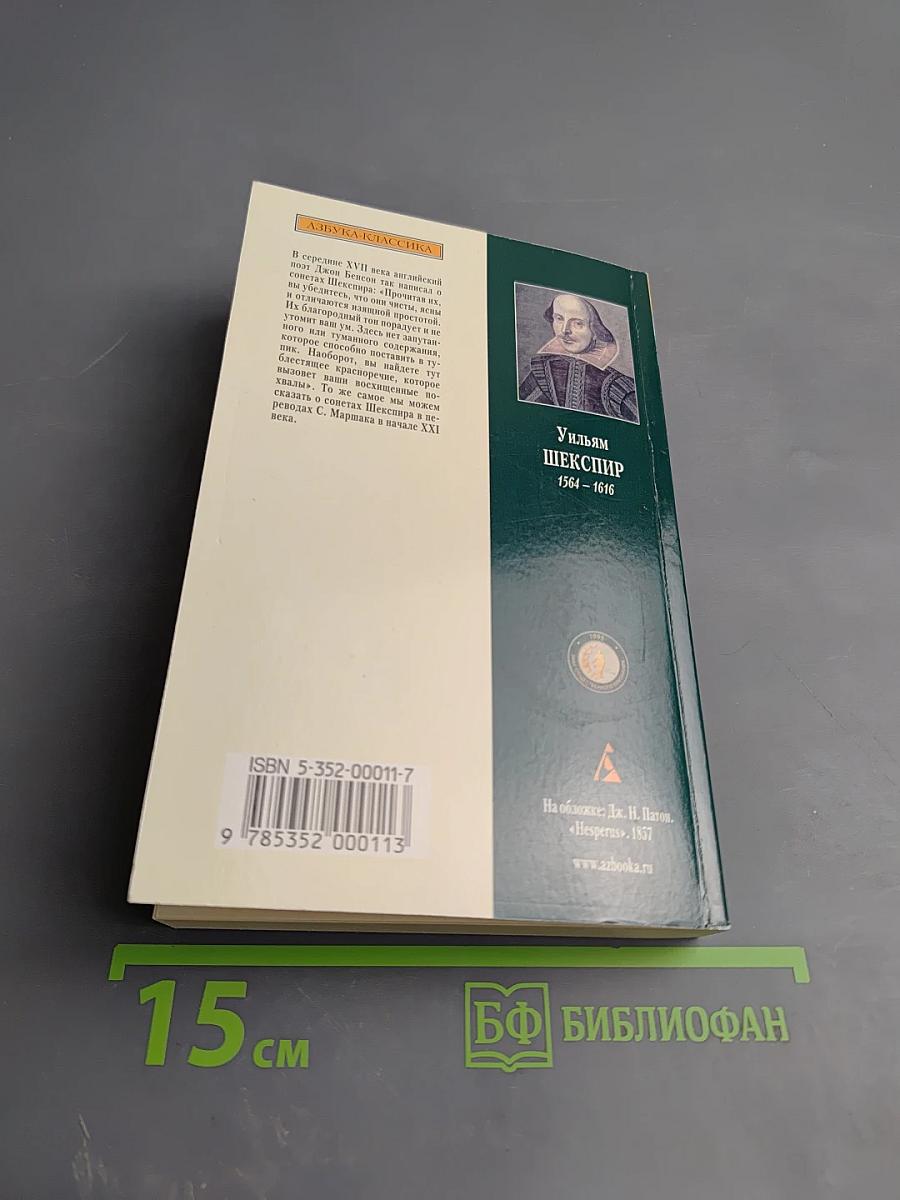 АЗБУКА-КЛАССИКА
В середине XVII века английский
поэт Джон Бенсон так написал о
сонетах Шекспира: «Прочитав их,
вы убедитесь, что они чисты, ясны
и отличаются изящной простотой.
Их благородный тон порадует и не
утомит ваш ум. Здесь нет запутан-
ного или туманного содержания,
которое способно поставить в ту-
пик. Наоборот, вы найдете тут
блестящее красноречие, которое
вызовет ваши восхищенные по-
хвалы». То же самое мы можем
сказать о сонетах Шекспира в пе-
реводах С. Маршака в начале XXI
века.
Уильям
ШЕКСПИР
1564 – 1616
1995
На обложке: Дж. Н. Патон.
«Hesperus». 1857
www.azbooka.ru
ISBN 5-352-00011-7
9 785352 000113
15 см
БФ БИБЛИОФАН